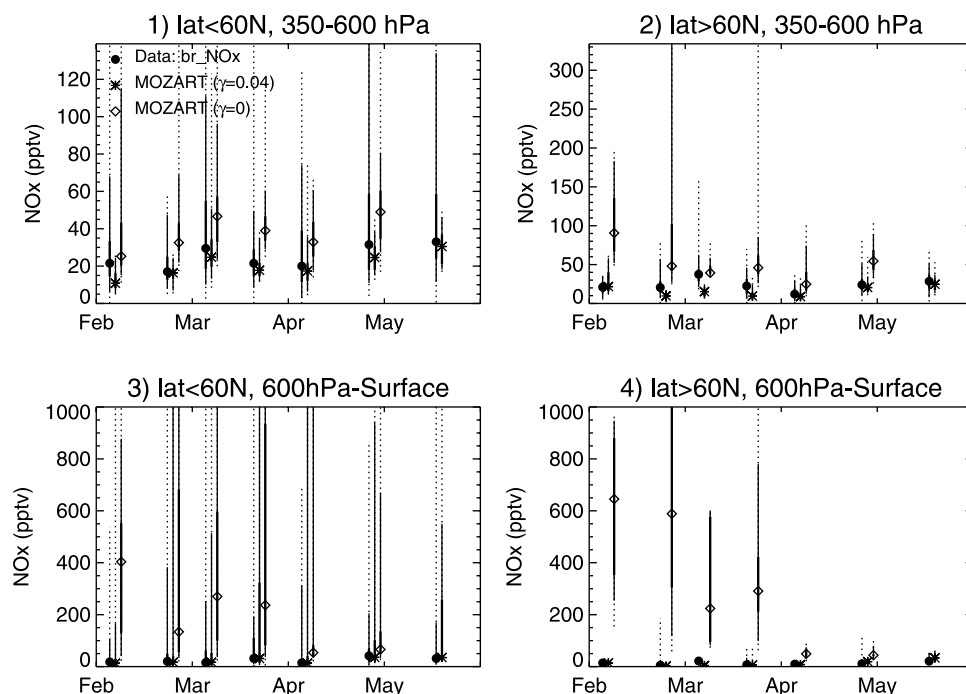 1) lat<60N, 350-600 hPa
NOx (pptv)
120
100
80
60
40
20
0
Data: br_NOx
MOZART (γ=0.04)
MOZART (γ=0)
Feb Mar Apr May
2) lat>60N, 350-600 hPa
NOx (pptv)
300
250
200
150
100
50
0
Feb Mar Apr May
3) lat<60N, 600hPa-Surface
NOx (pptv)
1000
800
600
400
200
0
Feb Mar Apr May
4) lat>60N, 600hPa-Surface
NOx (pptv)
1000
800
600
400
200
0
Feb Mar Apr May